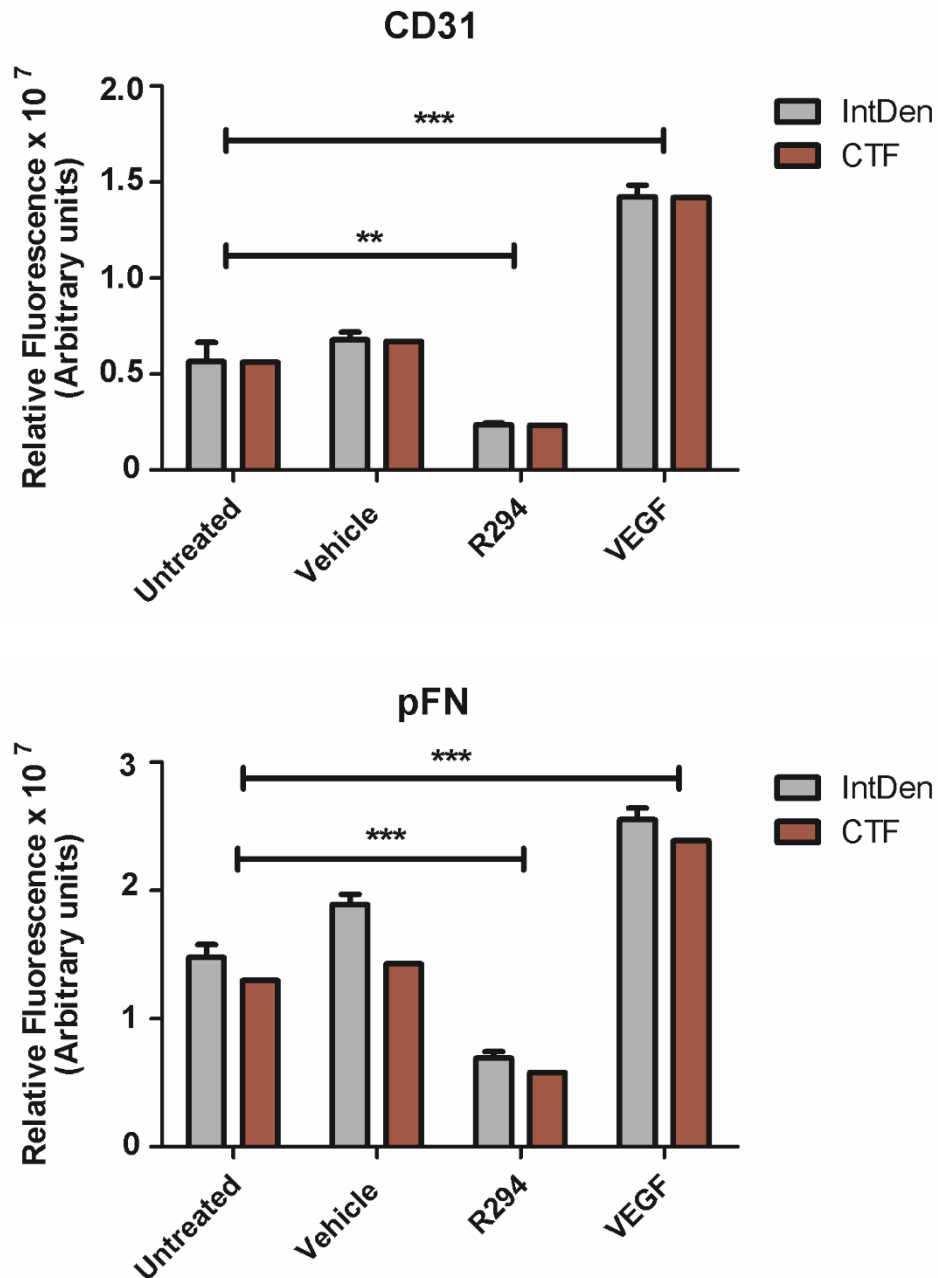 CD31
Relative Fluorescence x 10 7
(Arbitrary units)
2.0
1.5
1.0
0.5
0
***
**
IntDen
CTF
Untreated
Vehicle
R294
VEGF
pFN
Relative Fluorescence x 10 7
(Arbitrary units)
3
2
1
0
***
***
IntDen
CTF
Untreated
Vehicle
R294
VEGF